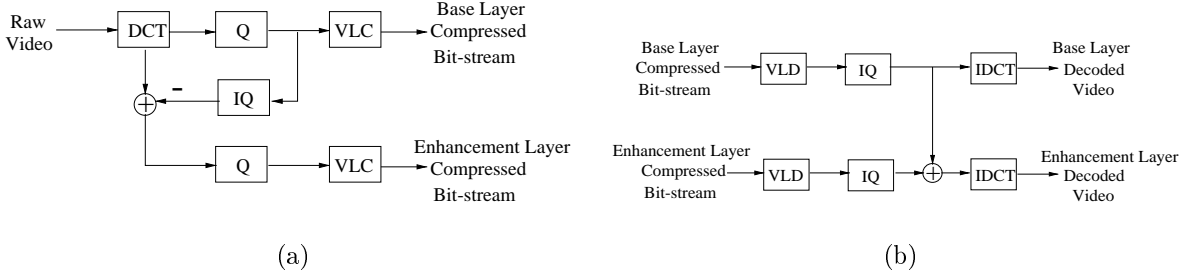 Raw
Video
DCT
Q
VLC
Base Layer
Compressed
Bit-stream
IQ
Q
VLC
Enhancement Layer
Compressed
Bit-stream
(a)
Base Layer
Compressed
Bit-stream
VLD
IQ
IDCT
Base Layer
Decoded
Video
Enhancement Layer
Compressed
Bit-stream
VLD
IQ
IDCT
Enhancement Layer
Decoded
Video
(b)